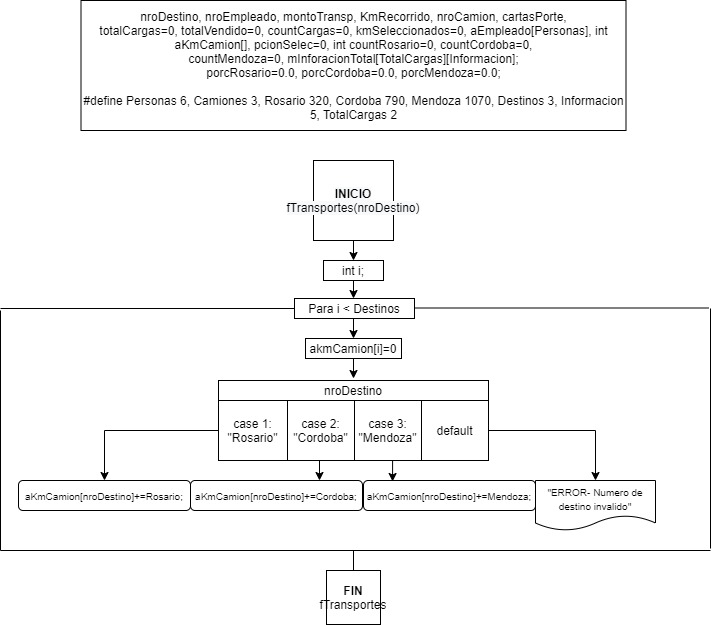 nroDestino, nroEmpleado, montoTransp, KmRecorrido, nroCamion, cartasPorte,
totalCargas=0, totalVendido=0, countCargas=0, kmSeleccionados=0, aEmpleado[Personas], int
aKmCamion[], pcionSelec=0, int countRosario=0, countCordoba=0,
countMendoza=0, mInforacionTotal[TotalCargas][Informacion];
porcRosario=0.0, porcCordoba=0.0, porcMendoza=0.0;
#define Personas 6, Camiones 3, Rosario 320, Cordoba 790, Mendoza 1070, Destinos 3, Informacion
5, TotalCargas 2
INICIO
fTransportes(nroDestino)
int i;
Para i < Destinos
akmCamion[i]=0
nroDestino
case 1:
"Rosario"
case 2:
"Cordoba"
case 3:
"Mendoza"
default
aKmCamion[nroDestino]+=Rosario;
aKmCamion[nroDestino]+=Cordoba;
aKmCamion[nroDestino]+=Mendoza;
"ERROR- Numero de
destino invalido"
FIN
fTransportes